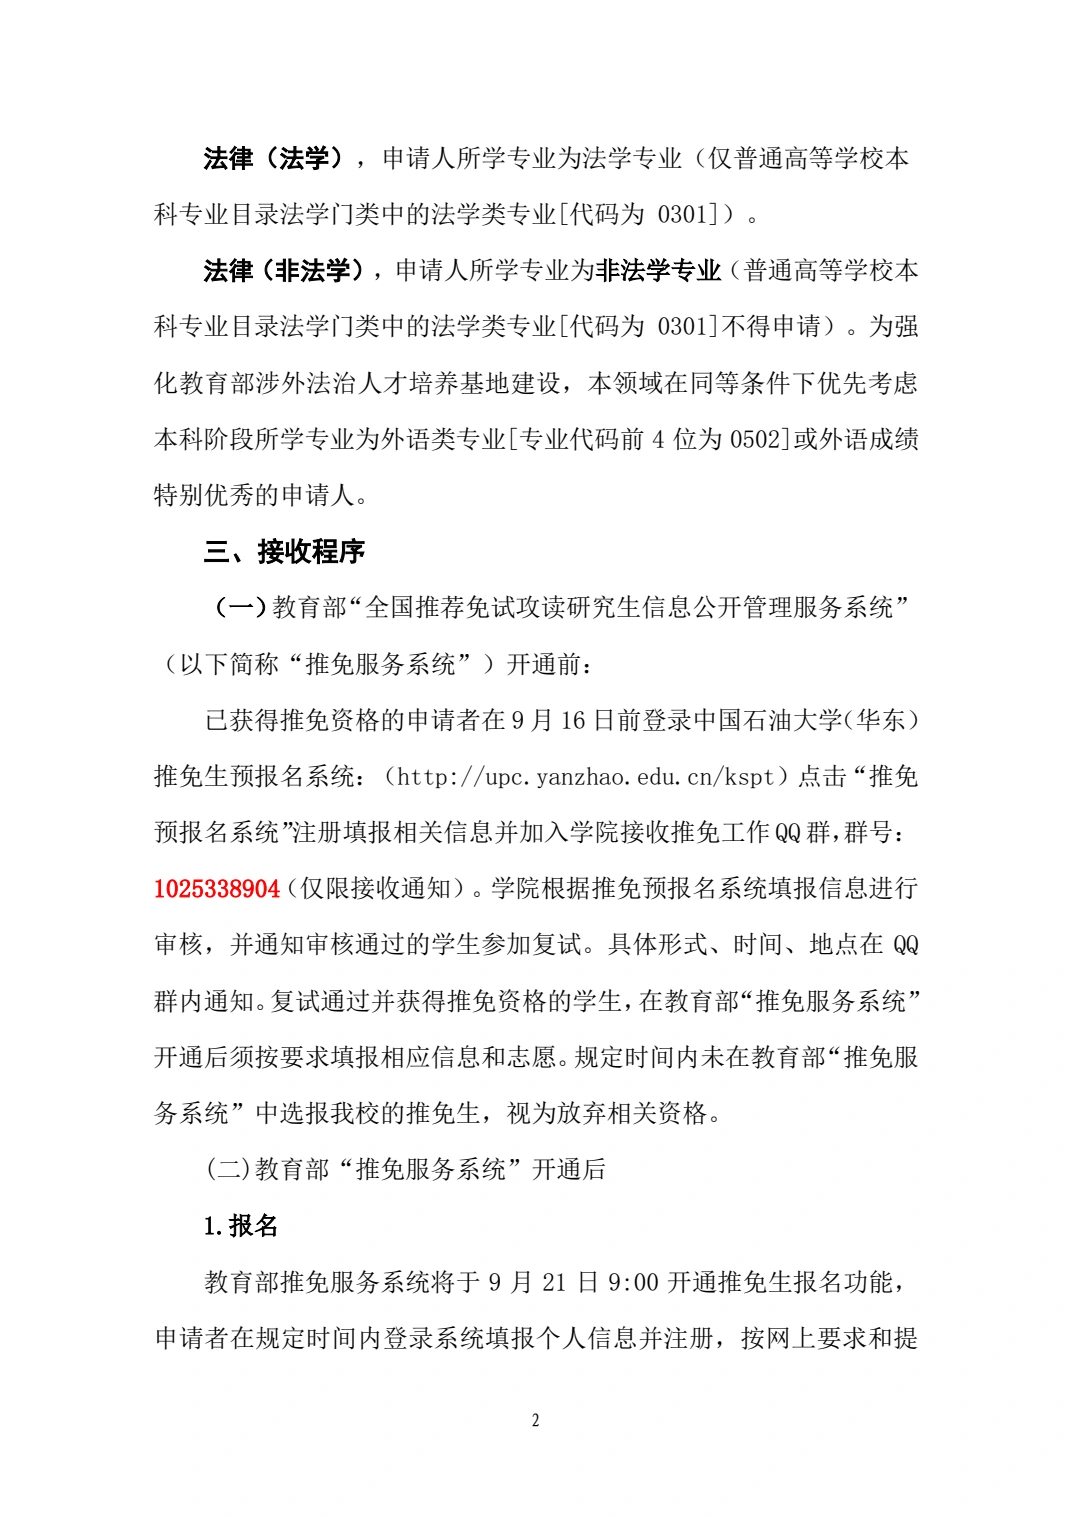 法律（法学），申请人所学专业为法学专业（仅普通高等学校本
科专业目录法学门类中的法学类专业[代码为 0301]）。
法律（非法学），申请人所学专业为非法学专业（普通高等学校本
科专业目录法学门类中的法学类专业[代码为 0301]不得申请）。为强
化教育部涉外法治人才培养基地建设，本领域在同等条件下优先考虑
本科阶段所学专业为外语类专业[专业代码前 4 位为 0502]或外语成绩
特别优秀的申请人。
三、接收程序
（一）教育部“全国推荐免试攻读研究生信息公开管理服务系统”
（以下简称“推免服务系统”）开通前：
已获得推免资格的申请者在 9 月 16 日前登录中国石油大学（华东）
推免生预报名系统：（http://upc.yanzhao.edu.cn/kspt）点击“推免
预报名系统”注册填报相关信息并加入学院接收推免工作 QQ 群，群号：
1025338904（仅限接收通知）。学院根据推免预报名系统填报信息进行
审核，并通知审核通过的学生参加复试。具体形式、时间、地点在 QQ
群内通知。复试通过并获得推免资格的学生，在教育部“推免服务系统”
开通后须按要求填报相应信息和志愿。规定时间内未在教育部“推免服
务系统”中选报我校的推免生，视为放弃相关资格。
(二)教育部“推免服务系统”开通后
1.报名
教育部推免服务系统将于 9 月 21 日 9:00 开通推免生报名功能，
申请者在规定时间内登录系统填报个人信息并注册，按网上要求和提
2